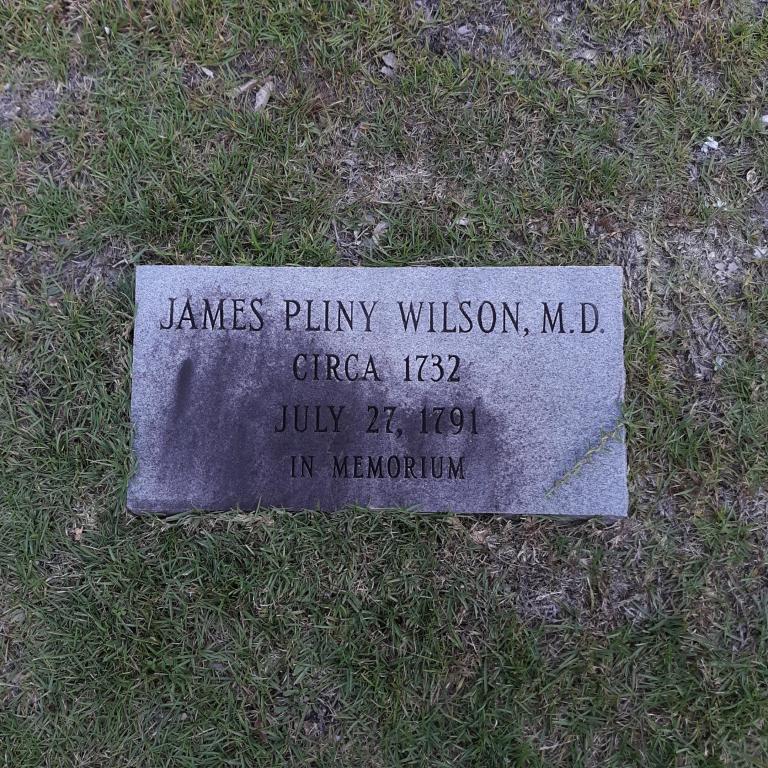 JAMES PLINY WILSON, M.D.
CIRCA 1732
JULY 27, 1791
IN MEMORIUM